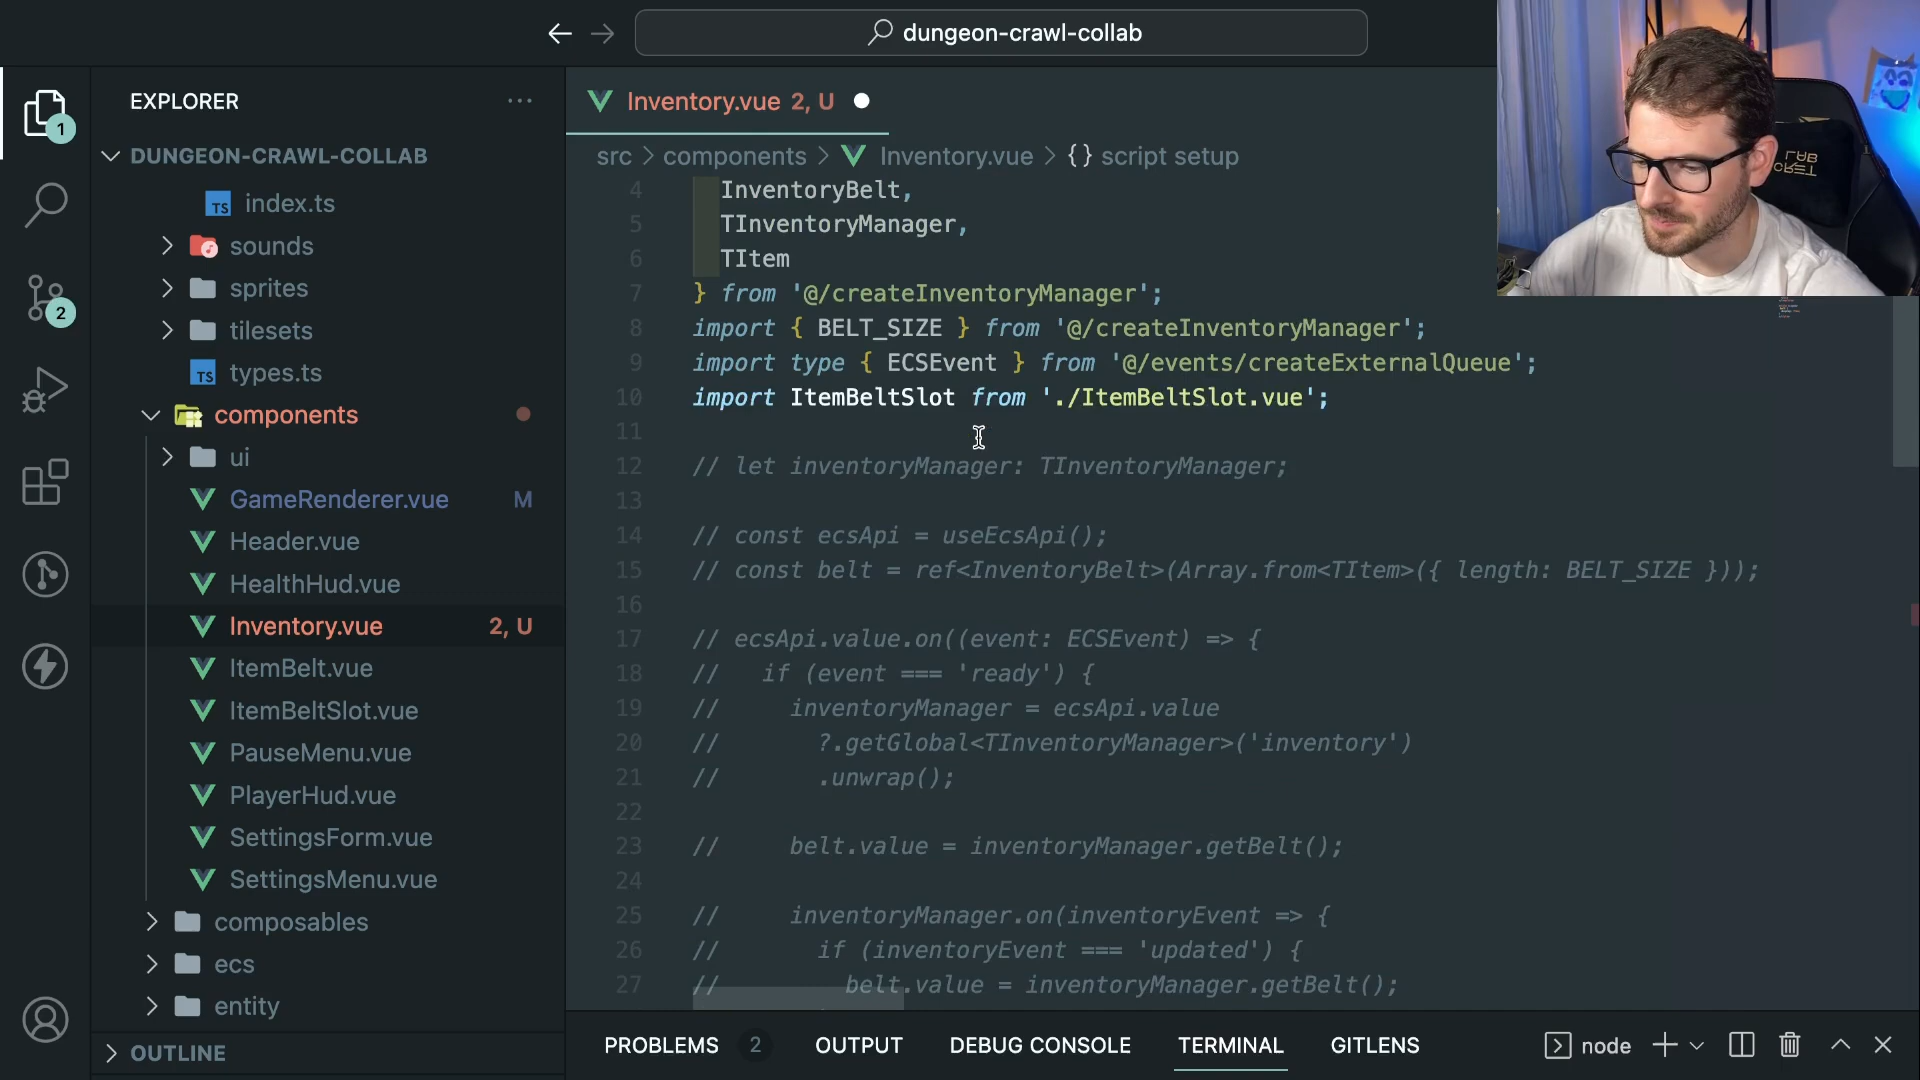 dungeon-crawl-collab
EXPLORER
DUNGEON-CRAWL-COLLAB
TS index.ts
sounds
sprites
tilesets
TS types.ts
components
ui
GameRenderer.vue M
Header.vue
HealthHud.vue
Inventory.vue 2, U
ItemBelt.vue
ItemBeltSlot.vue
PauseMenu.vue
PlayerHud.vue
SettingsForm.vue
SettingsMenu.vue
composables
ecs
entity
OUTLINE
1
2
Inventory.vue 2, U
src > components > Inventory.vue > {} script setup
4 InventoryBelt,
5 TInventoryManager,
6 TItem
7 } from '@/createInventoryManager';
8 import { BELT_SIZE } from '@/createInventoryManager';
9 import type { ECSEvent } from '@/events/createExternalQueue';
10 import ItemBeltSlot from './ItemBeltSlot.vue';
11
12 // let inventoryManager: TInventoryManager;
13
14 // const ecsApi = useEcsApi();
15 // const belt = ref<InventoryBelt>(Array.from<TItem>({ length: BELT_SIZE }));
16
17 // ecsApi.value.on((event: ECSEvent) => {
18 // if (event === 'ready') {
19 // inventoryManager = ecsApi.value
20 // ?.getGlobal<TInventoryManager>('inventory')
21 // .unwrap();
22
23 // belt.value = inventoryManager.getBelt();
24
25 // inventoryManager.on(inventoryEvent => {
26 // if (inventoryEvent === 'updated') {
27 // belt.value = inventoryManager.getBelt();
PROBLEMS 2 OUTPUT DEBUG CONSOLE TERMINAL GITLENS node